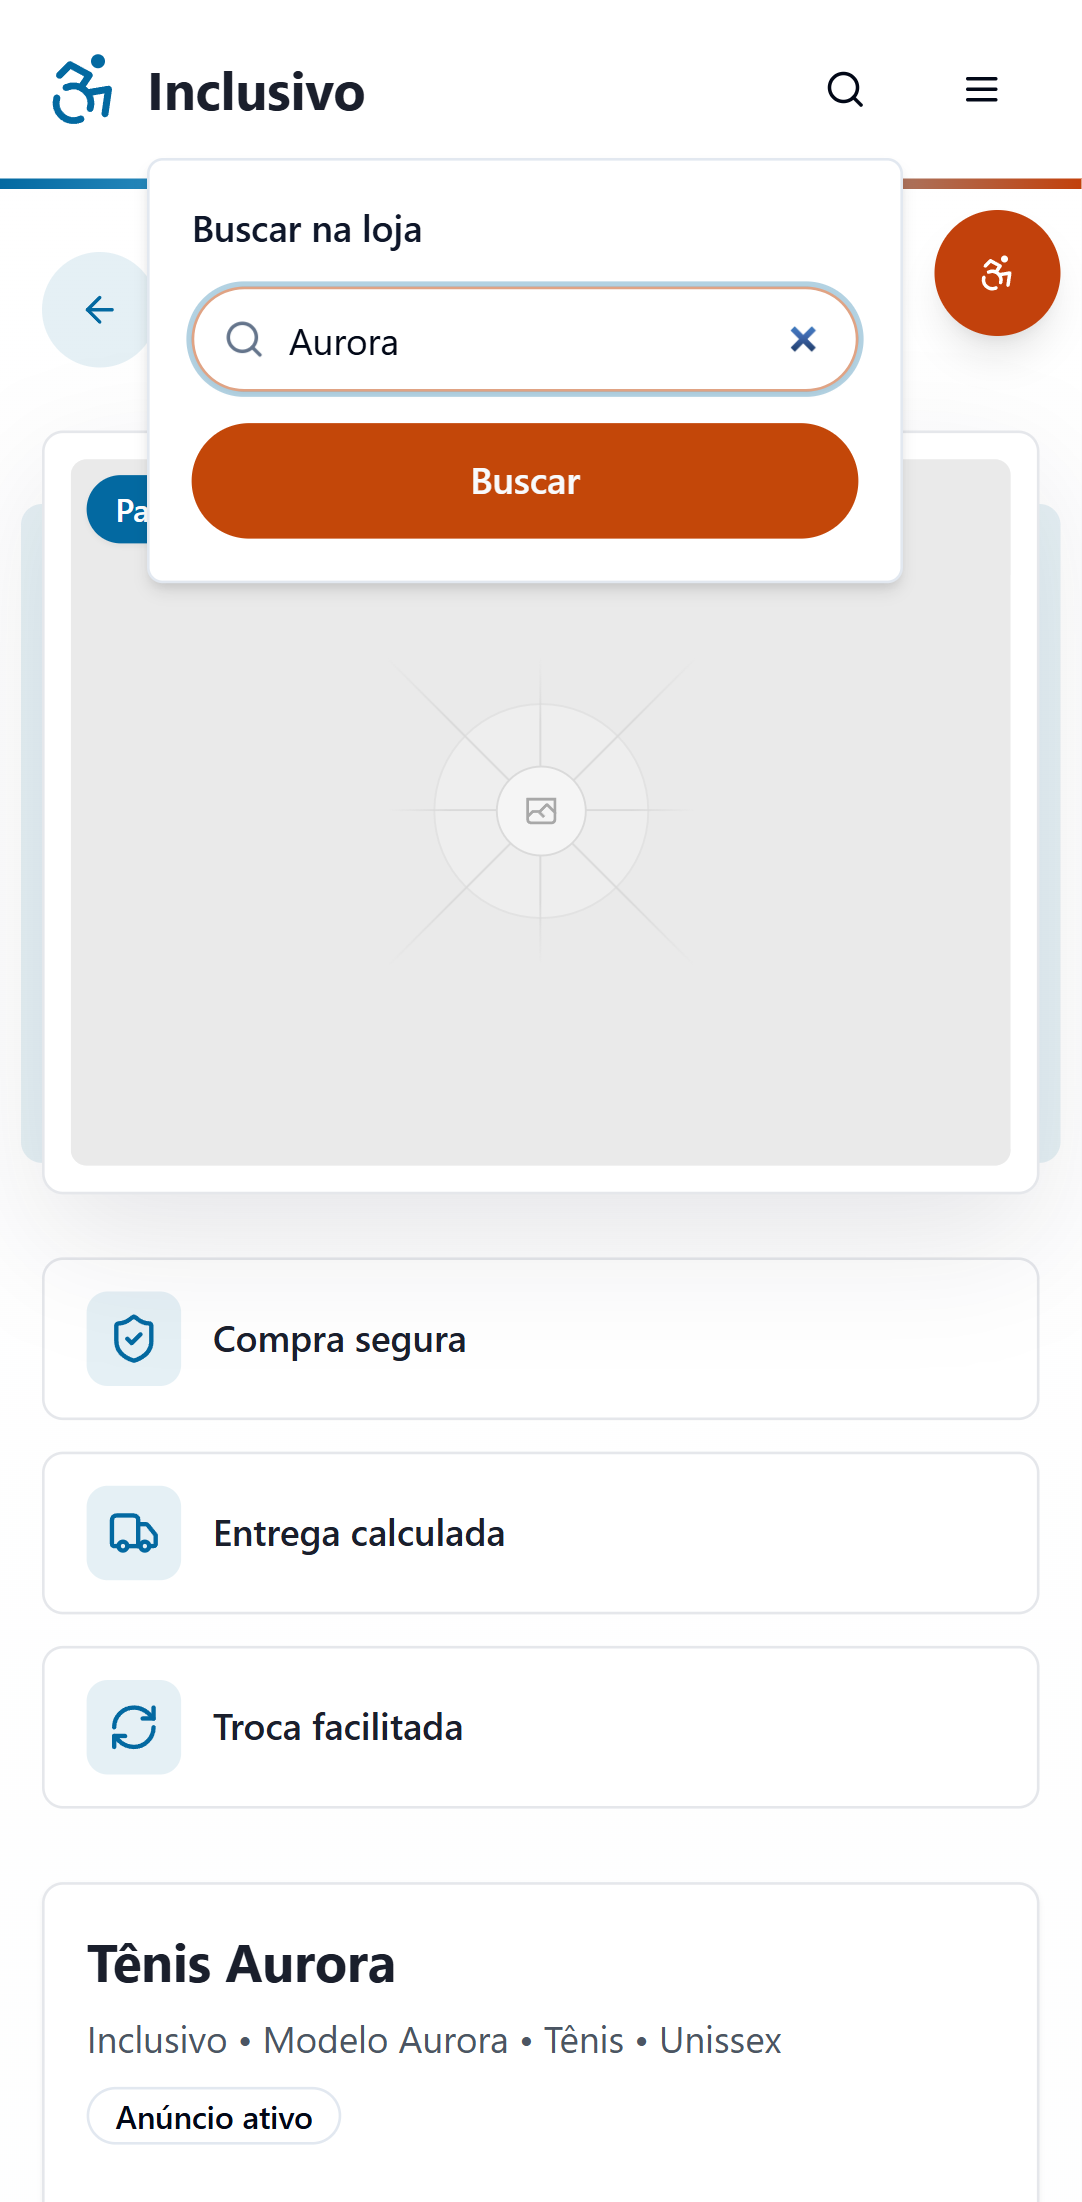 Inclusivo
Buscar na loja
Aurora
Buscar
Compra segura
Entrega calculada
Troca facilitada
Tênis Aurora
Inclusivo • Modelo Aurora • Tênis • Unissex
Anúncio ativo